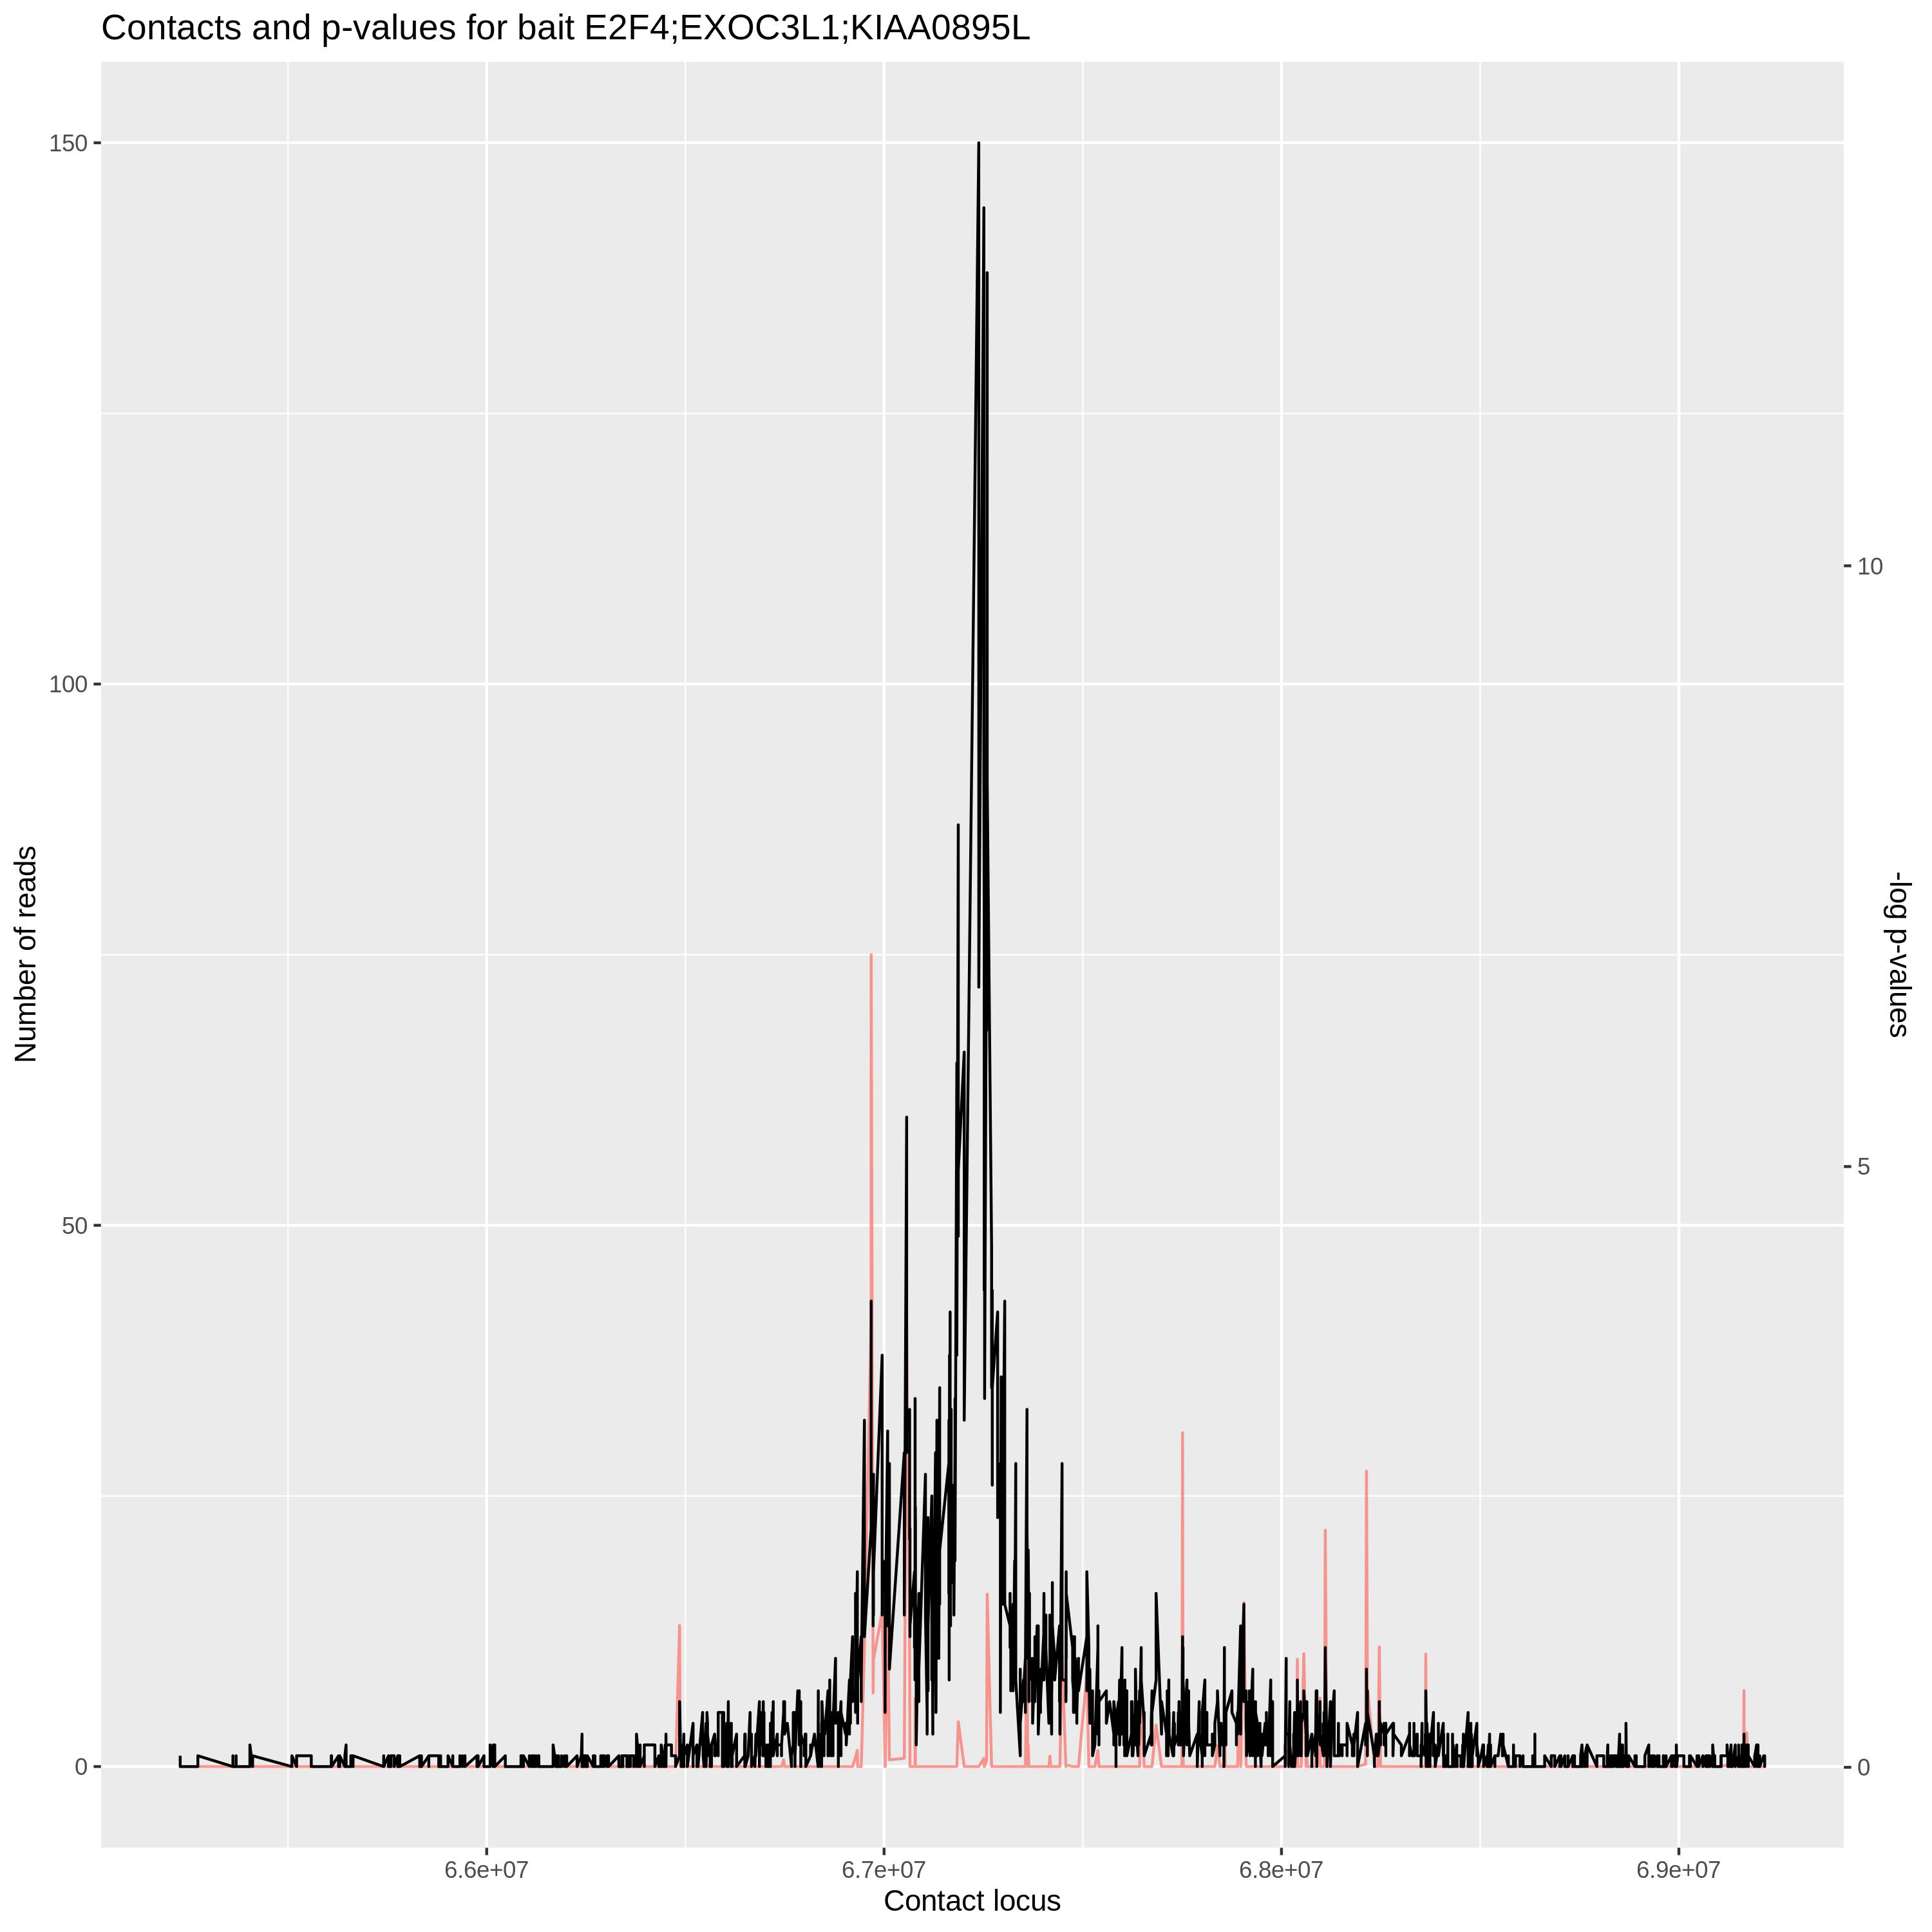 Contacts and p-values for bait E2F4;EXOC3L1;KIAA0895L
150
100
50
0
Number of reads
10
5
0
-log p-values
6.6e+07
6.7e+07
6.8e+07
6.9e+07
Contact locus